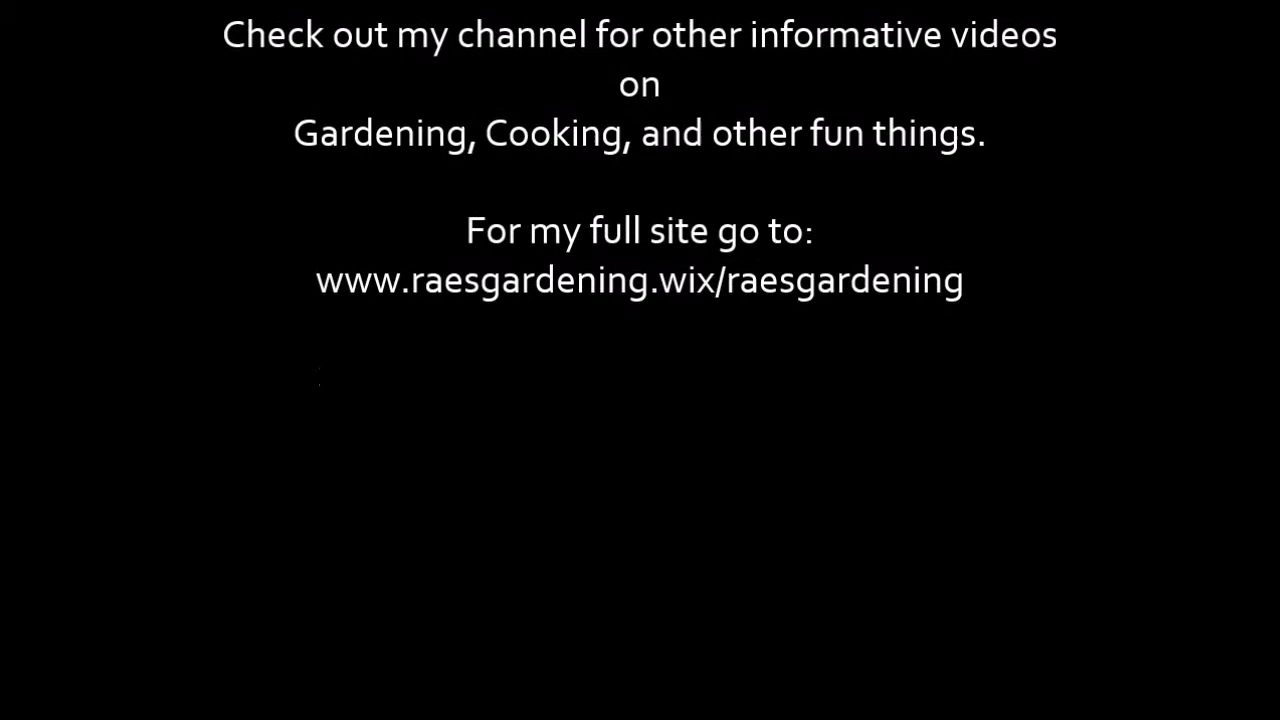 Check out my channel for other informative videos
on
Gardening, Cooking, and other fun things.
For my full site go to:
www.raesgardening.wix/raesgardening